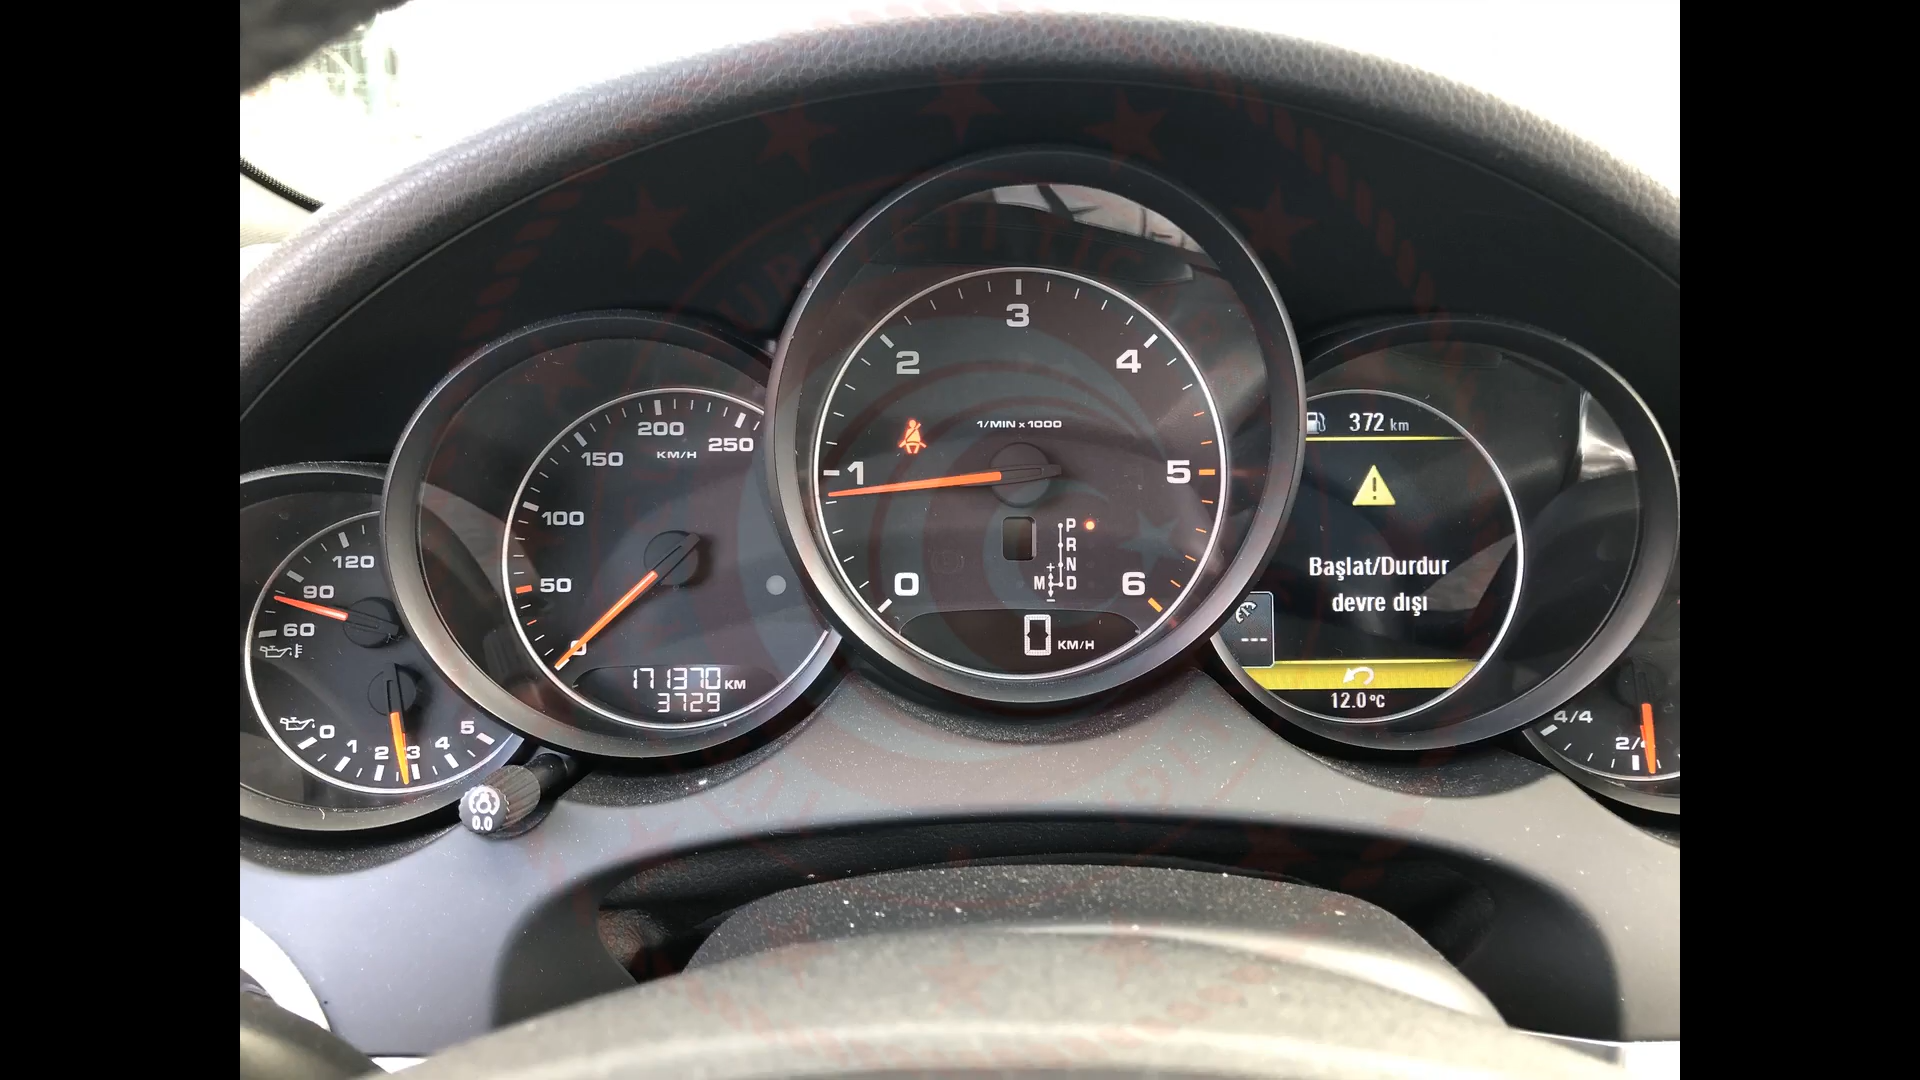 120
90
60
0 1 2 3 4 5
0.0
0 50 100 150 200 250
KM/H
171370 KM
3729
0 1 2 3 4 5 6
1/MIN x 1000
P
R
N
M D
+
-
0 KM/H
372 km
Başlat/Durdur
devre dışı
---
12.0°C
4/4